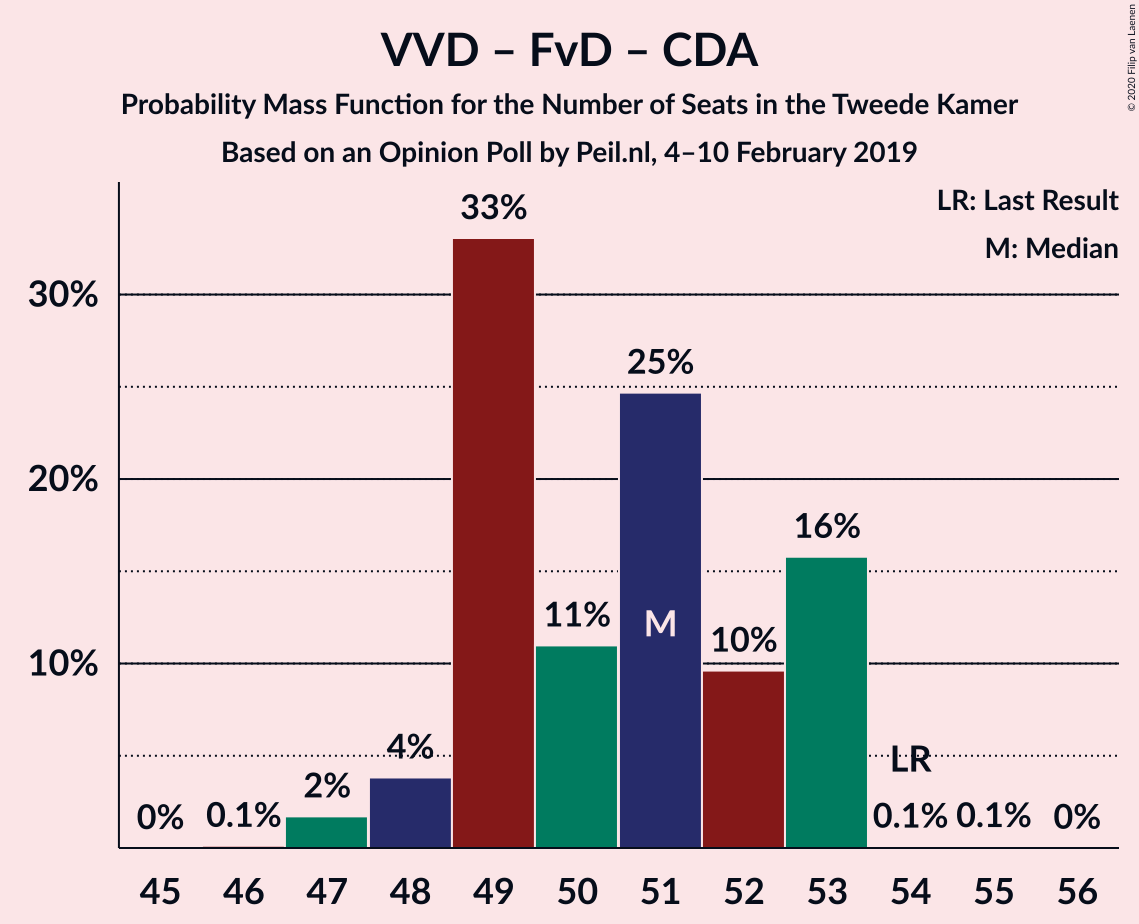 VVD – FvD – CDA
Probability Mass Function for the Number of Seats in the Tweede Kamer
Based on an Opinion Poll by Peil.nl, 4–10 February 2019
© 2020 Filip van Laenen
LR: Last Result
M: Median
30%
20%
10%
0% 0.1% 2% 4% 33% 11% 25% 10% 16% 0.1% 0.1% 0%
M
LR
45 46 47 48 49 50 51 52 53 54 55 56